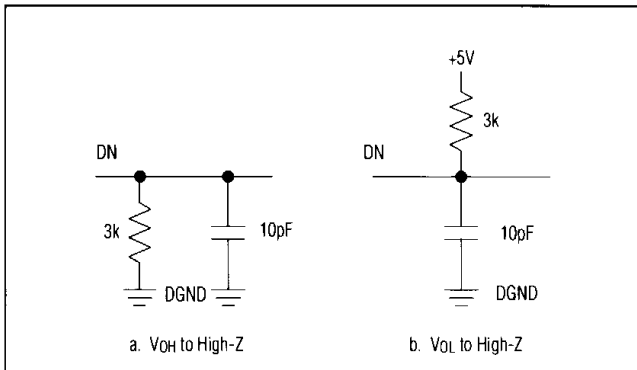 DN
3k
10pF
DGND
a. VOH to High-Z
+5V
3k
DN
10pF
DGND
b. VOL to High-Z